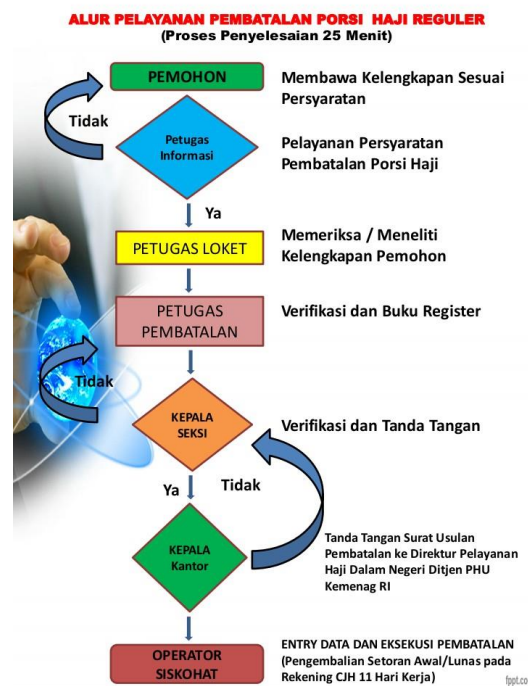 ALUR PELAYANAN PEMBATALAN PORSI HAJI REGULER
(Proses Penyelesaian 25 Menit)
PEMOHON
Membawa Kelengkapan Sesuai
Persyaratan
Tidak
Petugas
Informasi
Pelayanan Persyaratan
Pembatalan Porsi Haji
Ya
PETUGAS LOKET
Memeriksa / Meneliti
Kelengkapan Pemohon
PETUGAS
PEMBATALAN
Verifikasi dan Buku Register
Tidak
KEPALA
SEKSI
Verifikasi dan Tanda Tangan
Ya
Tidak
KEPALA
Kantor
Tanda Tangan Surat Usulan
Pembatalan ke Direktur Pelayanan
Haji Dalam Negeri Ditjen PHU
Kemenag RI
OPERATOR
SISKOHAT
ENTRY DATA DAN EKSEKUSI PEMBATALAN
(Pengembalian Setoran Awal/Lunas pada
Rekening CJH 11 Hari Kerja)
fppt.co